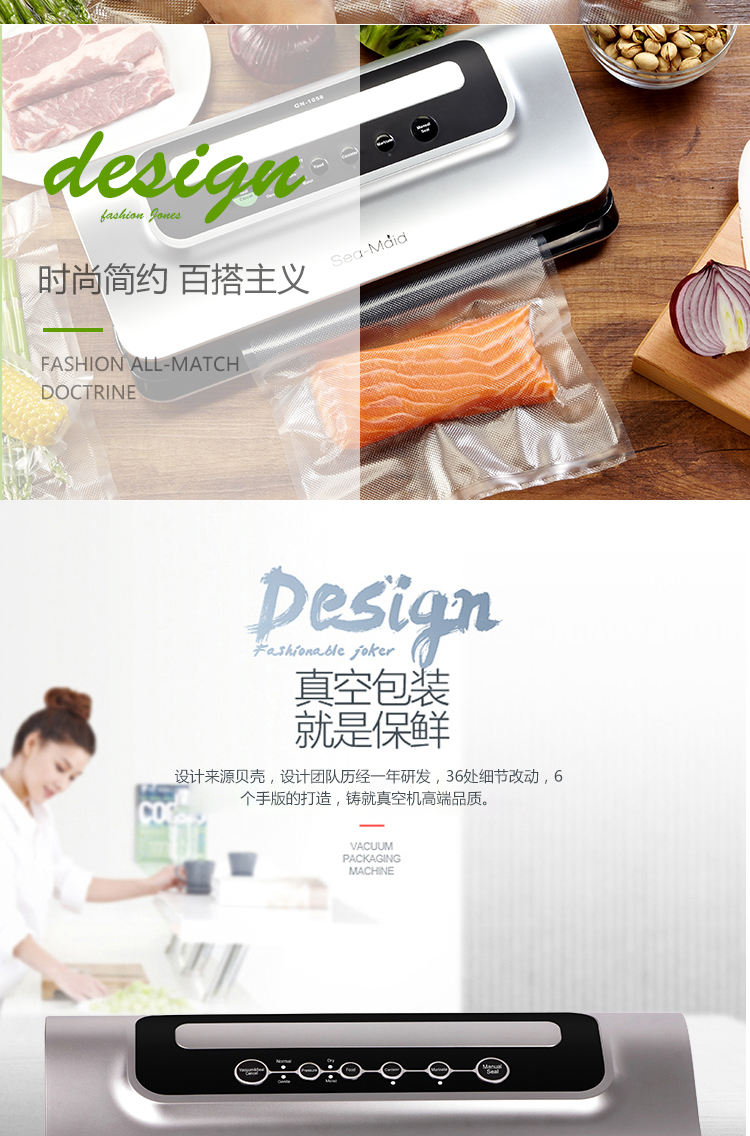 GN-1058
Food
Marinate
Manual
Seal
Sea-Maid
design
fashion Jones
时尚简约 百搭主义
FASHION ALL-MATCH
DOCTRINE
Design
Fashionable joker
真空包装
就是保鲜
设计来源贝壳，设计团队历经一年研发，36处细节改动，6
个手版的打造，铸就真空机高端品质。
VACUUM
PACKAGING
MACHINE
Vacuum&Seal
Cancel
Normal
Gentle
Pressure
Dry
Moist
Food
Canister
Marinate
Manual
Seal